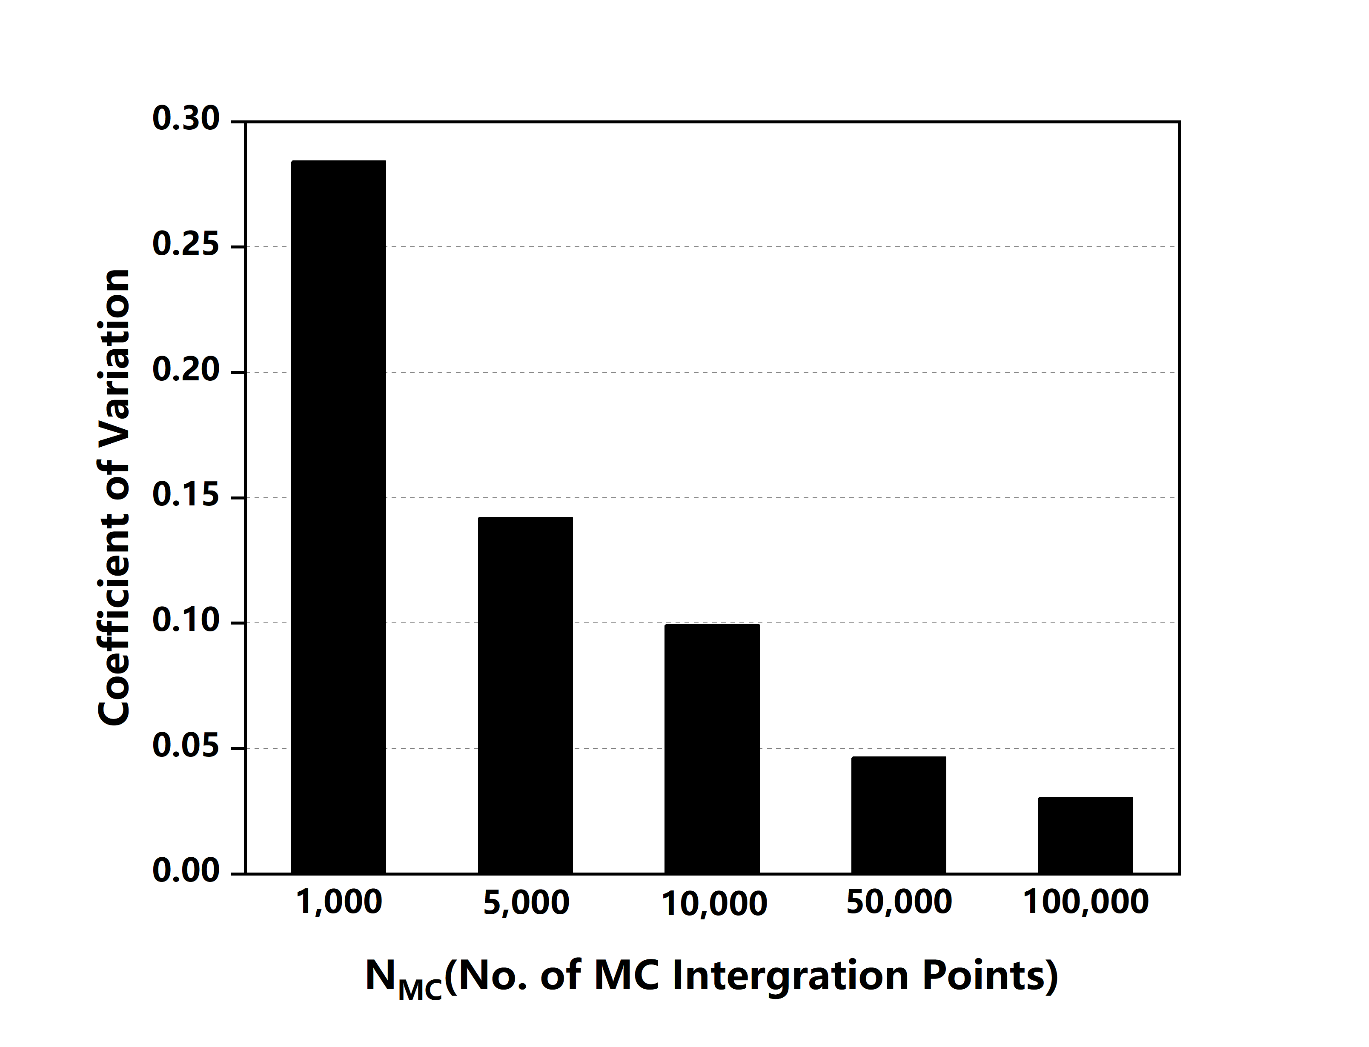 0.30
0.25
0.20
0.15
0.10
0.05
0.00
Coefficient of Variation
1,000 5,000 10,000 50,000 100,000
NMC(No. of MC Intergration Points)